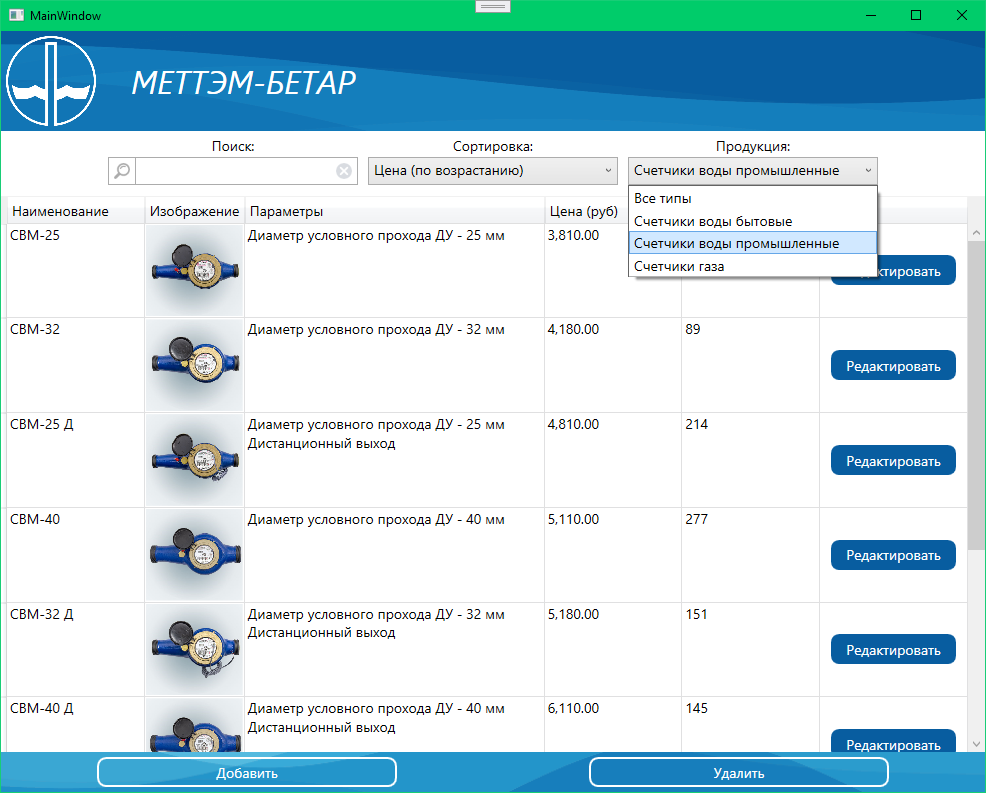 MainWindow
МЕТТЭМ-БЕТАР
Поиск:
Сортировка:
Продукция:
Цена (по возрастанию)
Счетчики воды промышленные
Все типы
Счетчики воды бытовые
Счетчики воды промышленные
Счетчики газа
Наименование
Изображение
Параметры
Цена (руб)
СВМ-25
Диаметр условного прохода ДУ - 25 мм
3,810.00
СВМ-32
Диаметр условного прохода ДУ - 32 мм
4,180.00
89
Редактировать
СВМ-25 Д
Диаметр условного прохода ДУ - 25 мм
Дистанционный выход
4,810.00
214
Редактировать
СВМ-40
Диаметр условного прохода ДУ - 40 мм
5,110.00
277
Редактировать
СВМ-32 Д
Диаметр условного прохода ДУ - 32 мм
Дистанционный выход
5,180.00
151
Редактировать
СВМ-40 Д
Диаметр условного прохода ДУ - 40 мм
Дистанционный выход
6,110.00
145
Редактировать
Добавить
Удалить